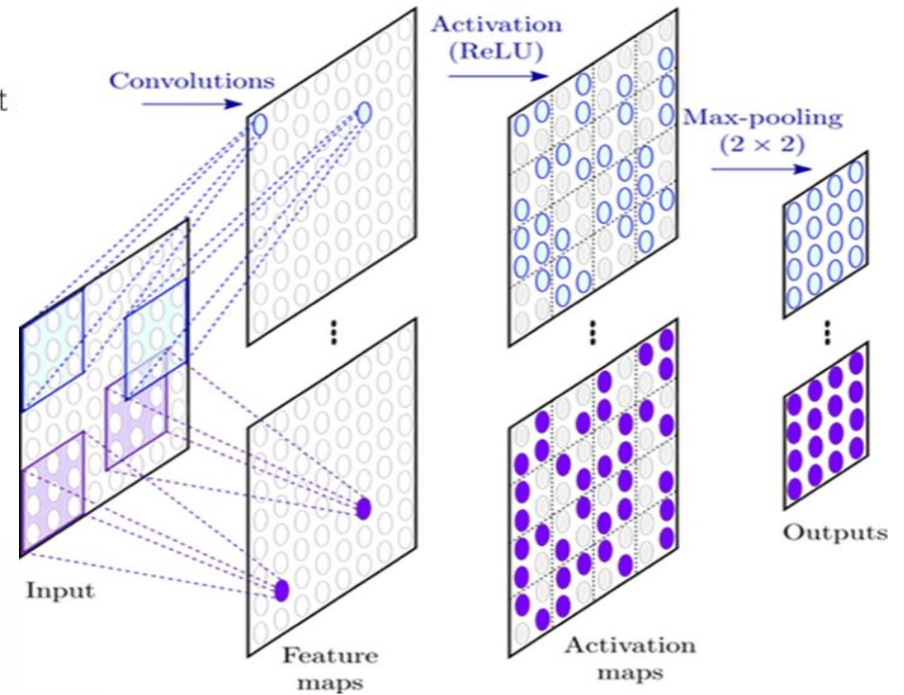 t
Convolutions
Activation
(ReLU)
Max-pooling
(2 × 2)
Input
Feature
maps
Activation
maps
Outputs